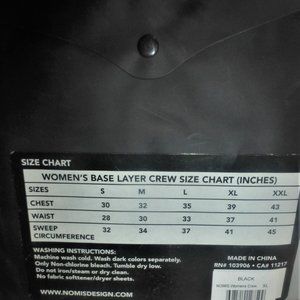 SIZE CHART
WOMEN'S BASE LAYER CREW SIZE CHART (INCHES)
SIZES S M L XL XXL
CHEST 30 32 35 39 43
WAIST 28 30 33 37 41
SWEEP CIRCUMFERENCE 32 34 37 41 45
WASHING INSTRUCTIONS:
Machine wash cold. Wash dark colors separately.
Only Non-chlorine bleach. Tumble dry low.
Do not iron/steam or dry clean.
No fabric softener/dryer sheets.
WWW.NOMISDESIGN.COM
MADE IN CHINA
RN# 103906 • CA# 11217
BLACK
NOMIS Womens Crew XL